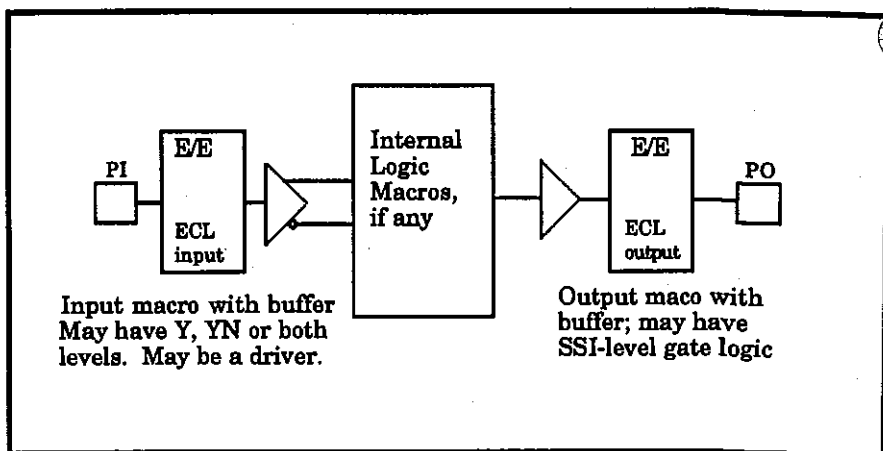 PI
E/E
ECL
input
Internal
Logic
Macros,
if any
E/E
ECL
output
PO
Input macro with buffer
May have Y, YN or both
levels. May be a driver.
Output maco with
buffer; may have
SSI-level gate logic